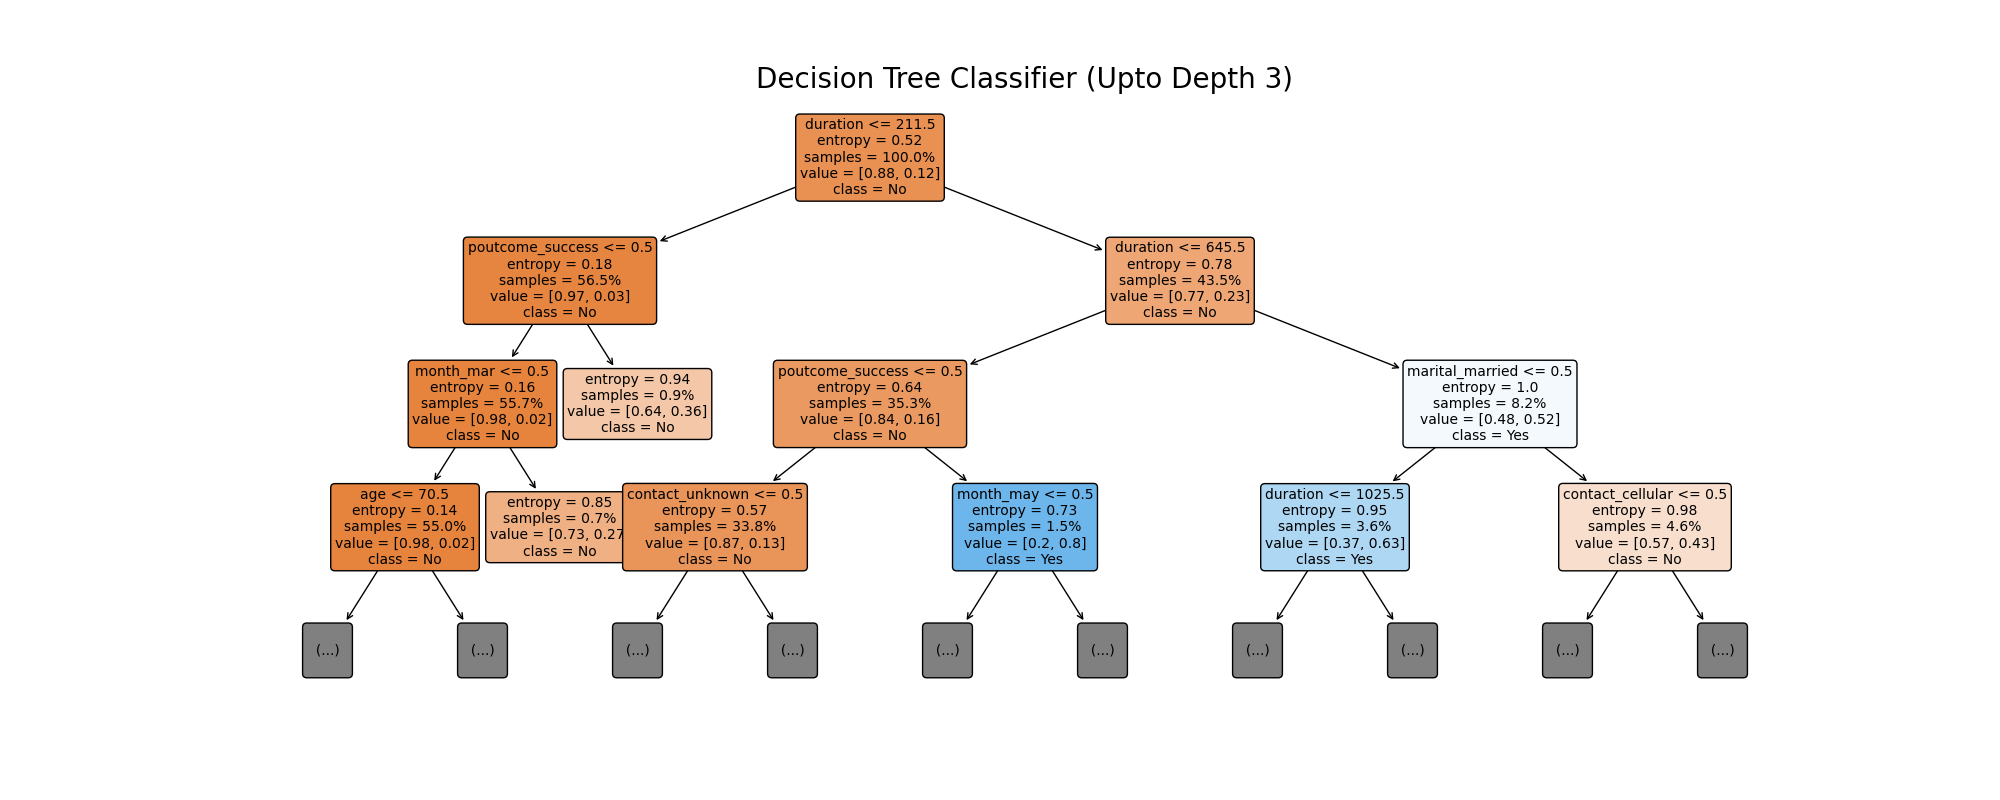 Decision Tree Classifier (Upto Depth 3)
duration <= 211.5
entropy = 0.52
samples = 100.0%
value = [0.88, 0.12]
class = No
poutcome_success <= 0.5
entropy = 0.18
samples = 56.5%
value = [0.97, 0.03]
class = No
duration <= 645.5
entropy = 0.78
samples = 43.5%
value = [0.77, 0.23]
class = No
month_mar <= 0.5
entropy = 0.16
samples = 55.7%
value = [0.98, 0.02]
class = No
entropy = 0.94
samples = 0.9%
value = [0.64, 0.36]
class = No
poutcome_success <= 0.5
entropy = 0.64
samples = 35.3%
value = [0.84, 0.16]
class = No
marital_married <= 0.5
entropy = 1.0
samples = 8.2%
value = [0.48, 0.52]
class = Yes
age <= 70.5
entropy = 0.14
samples = 55.0%
value = [0.98, 0.02]
class = No
entropy = 0.85
samples = 0.7%
value = [0.73, 0.27
class = No
contact_unknown <= 0.5
entropy = 0.57
samples = 33.8%
value = [0.87, 0.13]
class = No
month_may <= 0.5
entropy = 0.73
samples = 1.5%
value = [0.2, 0.8]
class = Yes
duration <= 1025.5
entropy = 0.95
samples = 3.6%
value = [0.37, 0.63]
class = Yes
contact_cellular <= 0.5
entropy = 0.98
samples = 4.6%
value = [0.57, 0.43]
class = No
(...)
(...)
(...)
(...)
(...)
(...)
(...)
(...)
(...)
(...)